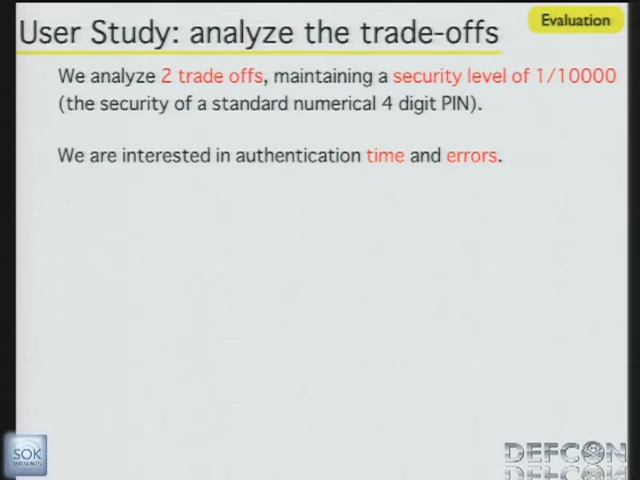 User Study: analyze the trade-offs
Evaluation
We analyze 2 trade offs, maintaining a security level of 1/10000
(the security of a standard numerical 4 digit PIN).
We are interested in authentication time and errors.
SOK
DEFCON